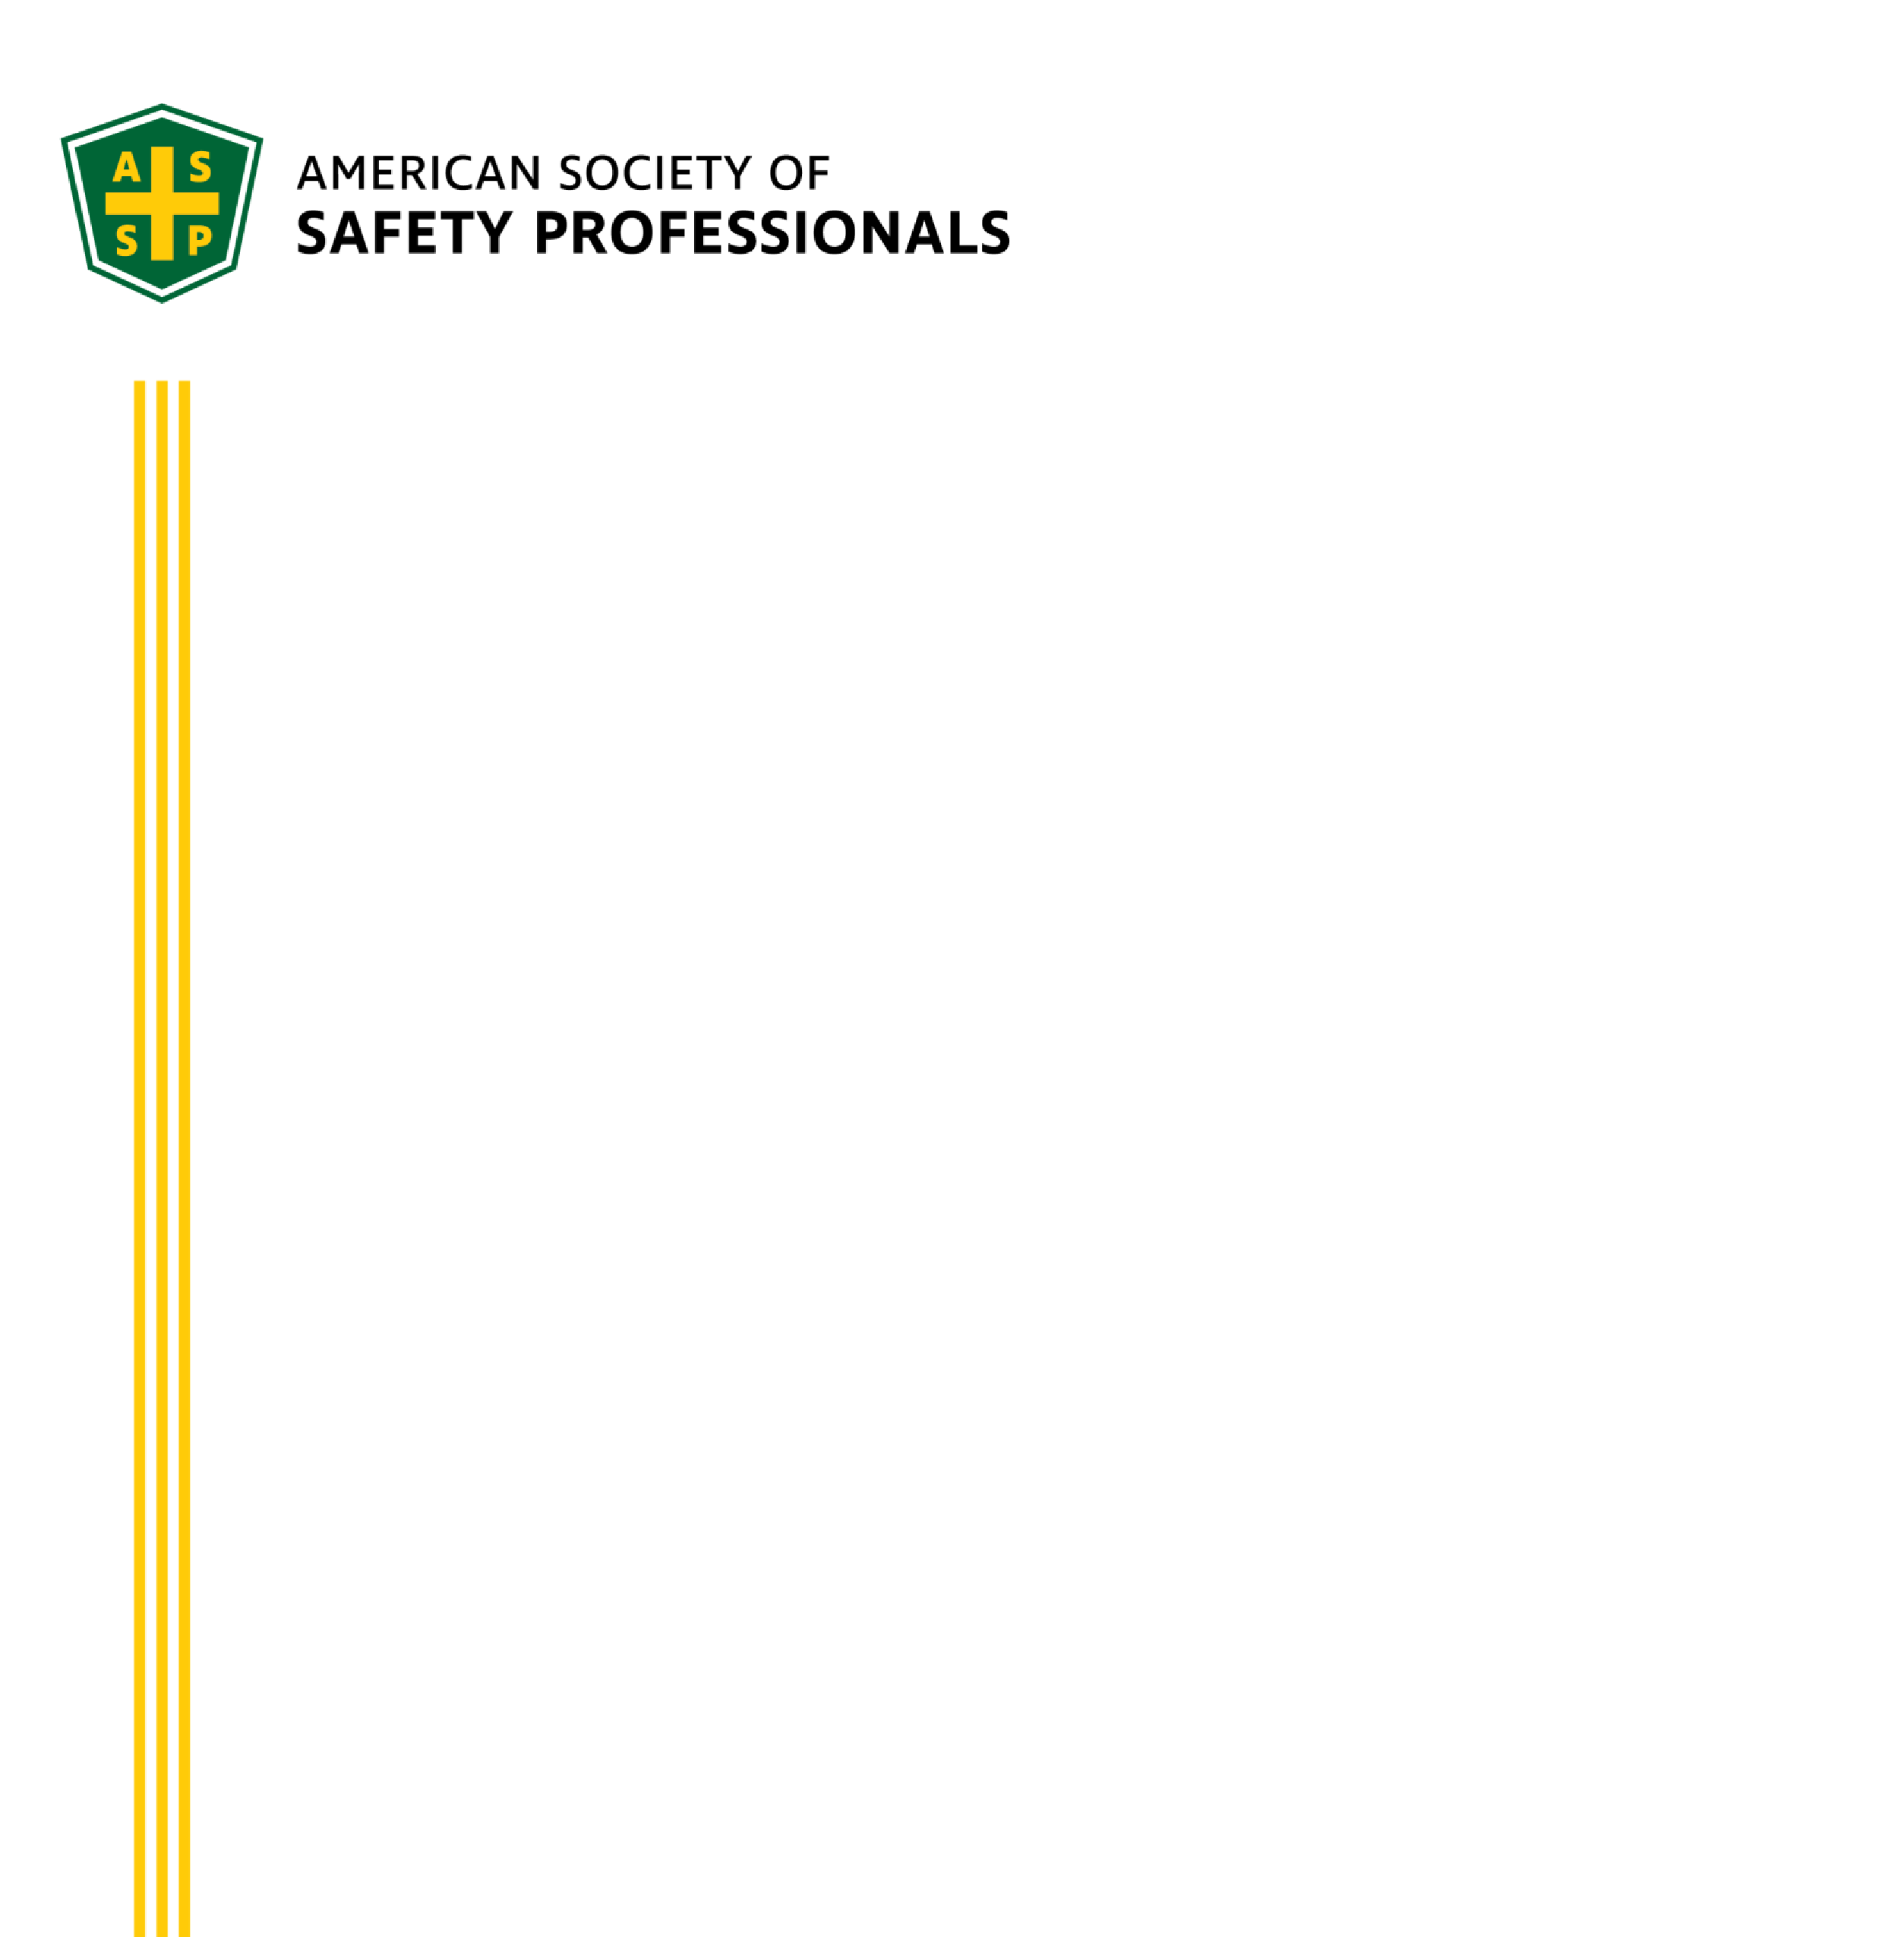 A S
S P
AMERICAN SOCIETY OF
SAFETY PROFESSIONALS